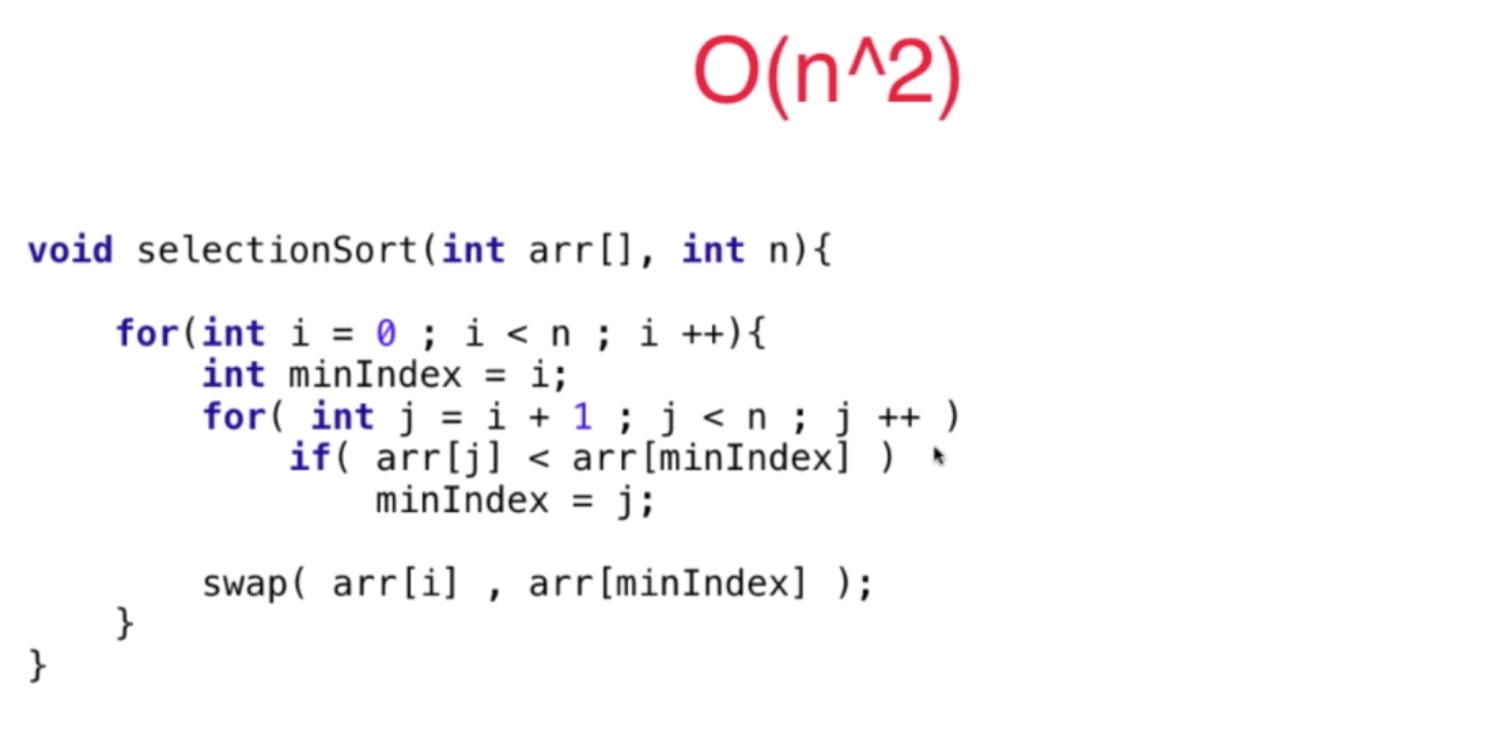 O(n^2)
void selectionSort(int arr[], int n){
for(int i = 0 ; i < n ; i ++){
int minIndex = i;
for( int j = i + 1 ; j < n ; j ++ )
if( arr[j] < arr[minIndex] )
minIndex = j;
swap( arr[i] , arr[minIndex] );
}
}